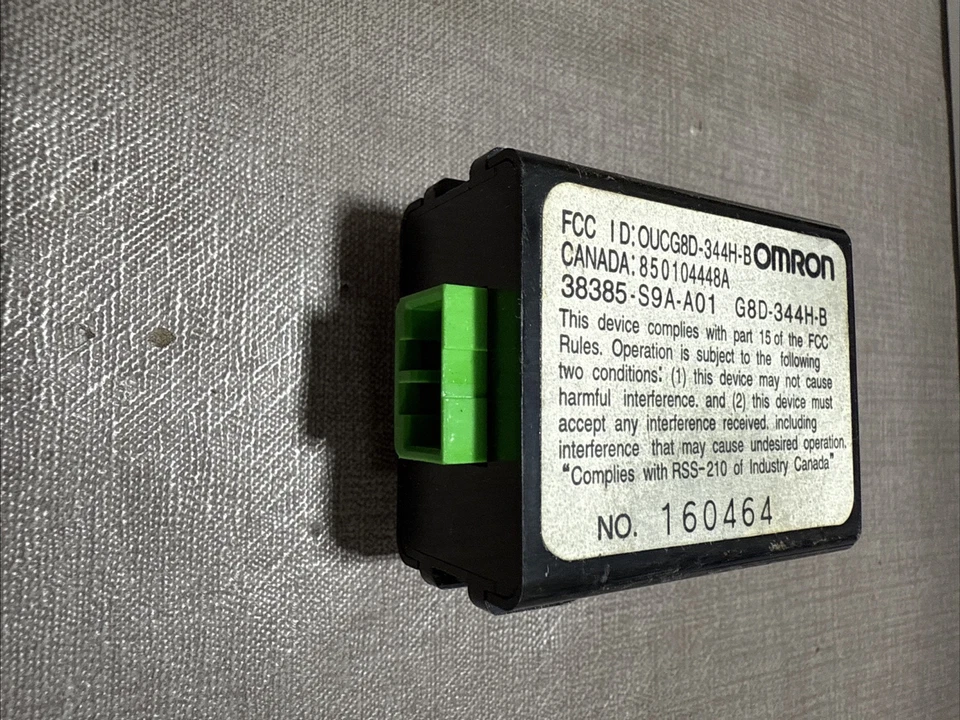 FCC ID:OUCG8D-344H-B OMRON
CANADA:850104448A
38385-S9A-A01 G8D-344H-B
This device complies with part 15 of the FCC
Rules. Operation is subject to the following
two conditions: (1) this device may not cause
harmful interference. and (2) this device must
accept any interference received, including
interference that may cause undesired operation.
"Complies with RSS-210 of Industry Canada"
NO. 160464